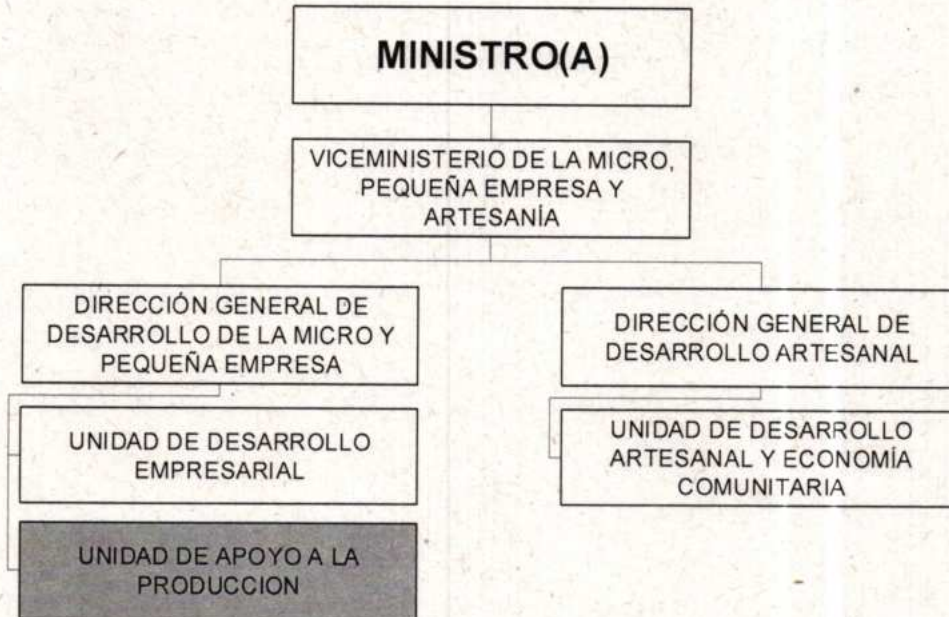 MINISTRO(A)
VICEMINISTERIO DE LA MICRO,
PEQUEÑA EMPRESA Y
ARTESANÍA
DIRECCIÓN GENERAL DE
DESARROLLO DE LA MICRO Y
PEQUEÑA EMPRESA
DIRECCIÓN GENERAL DE
DESARROLLO ARTESANAL
UNIDAD DE DESARROLLO
EMPRESARIAL
UNIDAD DE DESARROLLO
ARTESANAL Y ECONOMÍA
COMUNITARIA
UNIDAD DE APOYO A LA
PRODUCCION